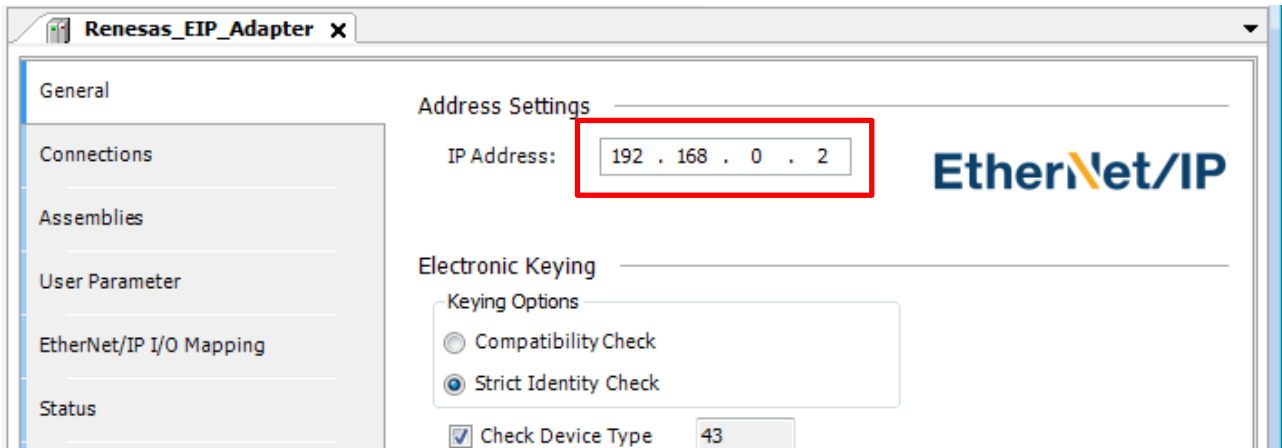 Renesas_EIP_Adapter x
General
Connections
Assemblies
User Parameter
EtherNet/IP I/O Mapping
Status
Address Settings
IP Address: 192 . 168 . 0 . 2
EtherNet/IP
Electronic Keying
Keying Options
Compatibility Check
Strict Identity Check
Check Device Type 43